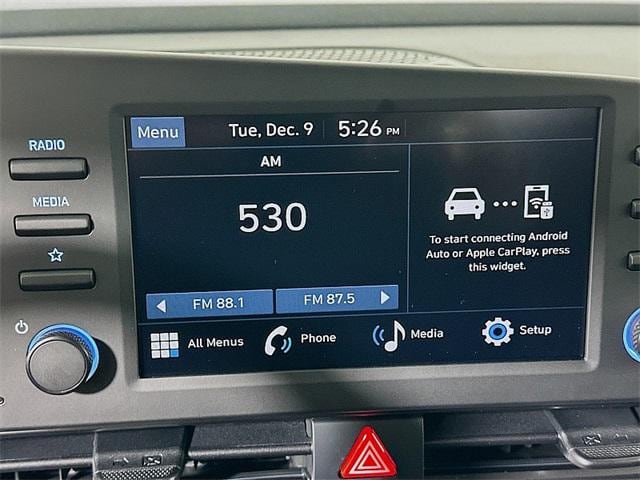 Menu
Tue, Dec. 9
5:26 PM
RADIO
AM
MEDIA
530
To start connecting Android
Auto or Apple CarPlay, press
this widget.
FM 88.1
FM 87.5
All Menus
Phone
Media
Setup